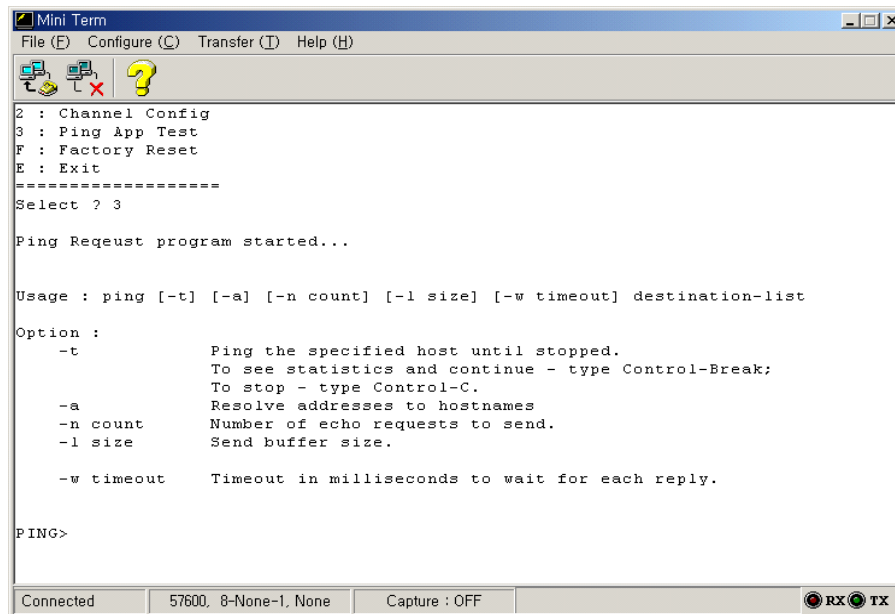 Mini Term
File (F) Configure (C) Transfer (T) Help (H)
2 : Channel Config
3 : Ping App Test
F : Factory Reset
E : Exit
===================
Select ? 3
Ping Reqeust program started...
Usage : ping [-t] [-a] [-n count] [-l size] [-w timeout] destination-list
Option :
-t Ping the specified host until stopped.
To see statistics and continue - type Control-Break;
To stop - type Control-C.
-a Resolve addresses to hostnames
-n count Number of echo requests to send.
-l size Send buffer size.
-w timeout Timeout in milliseconds to wait for each reply.
PING>
Connected 57600, 8-None-1, None Capture : OFF RX TX